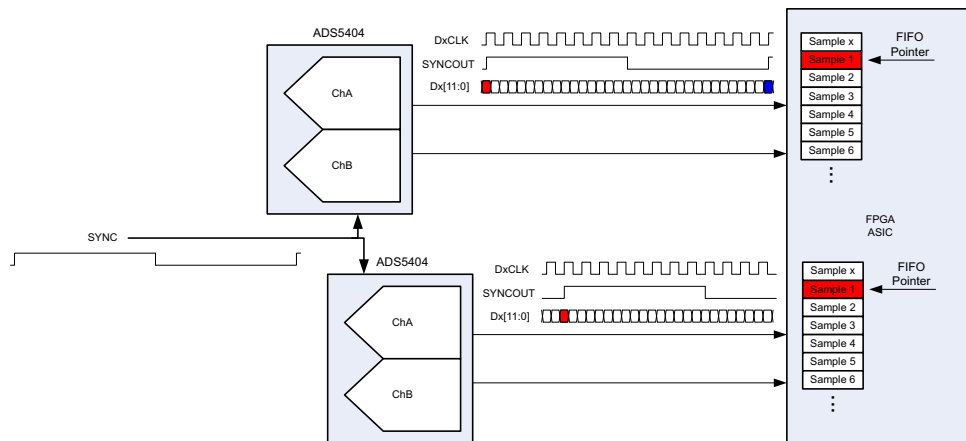 ADS5404
DxCLK
SYNCOUT
Dx[11:0]
ChA
ChB
Sample x
Sample 1
Sample 2
Sample 3
Sample 4
Sample 5
Sample 6
FIFO
Pointer
SYNC
FPGA
ASIC
ADS5404
DxCLK
SYNCOUT
Dx[11:0]
ChA
ChB
Sample x
Sample 1
Sample 2
Sample 3
Sample 4
Sample 5
Sample 6
FIFO
Pointer